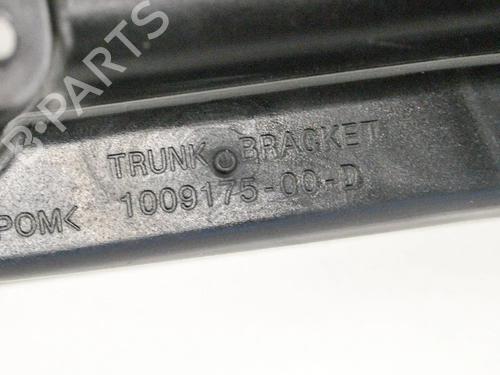 B-PARTS
TRUNK BRACKET
1009175-00-D
POM<